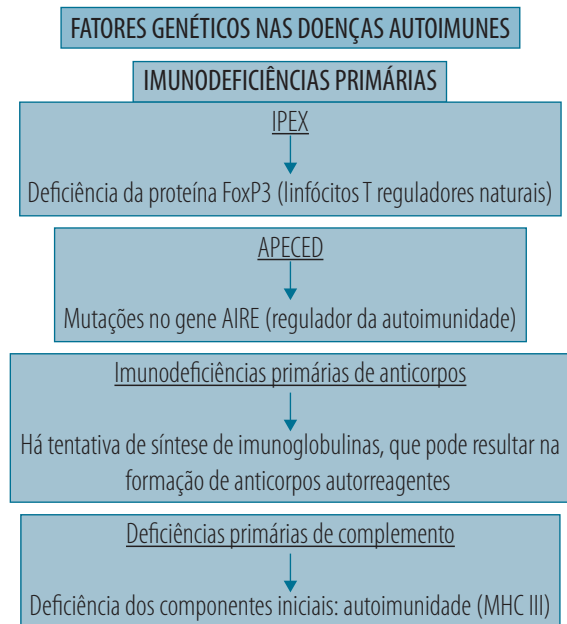 FATORES GENÉTICOS NAS DOENÇAS AUTOIMUNES
IMUNODEFICIÊNCIAS PRIMÁRIAS
IPEX
Deficiência da proteína FoxP3 (linfócitos T reguladores naturais)
APECED
Mutações no gene AIRE (regulador da autoimunidade)
Imunodeficiências primárias de anticorpos
Há tentativa de síntese de imunoglobulinas, que pode resultar na
formação de anticorpos autorreagentes
Deficiências primárias de complemento
Deficiência dos componentes iniciais: autoimunidade (MHC III)